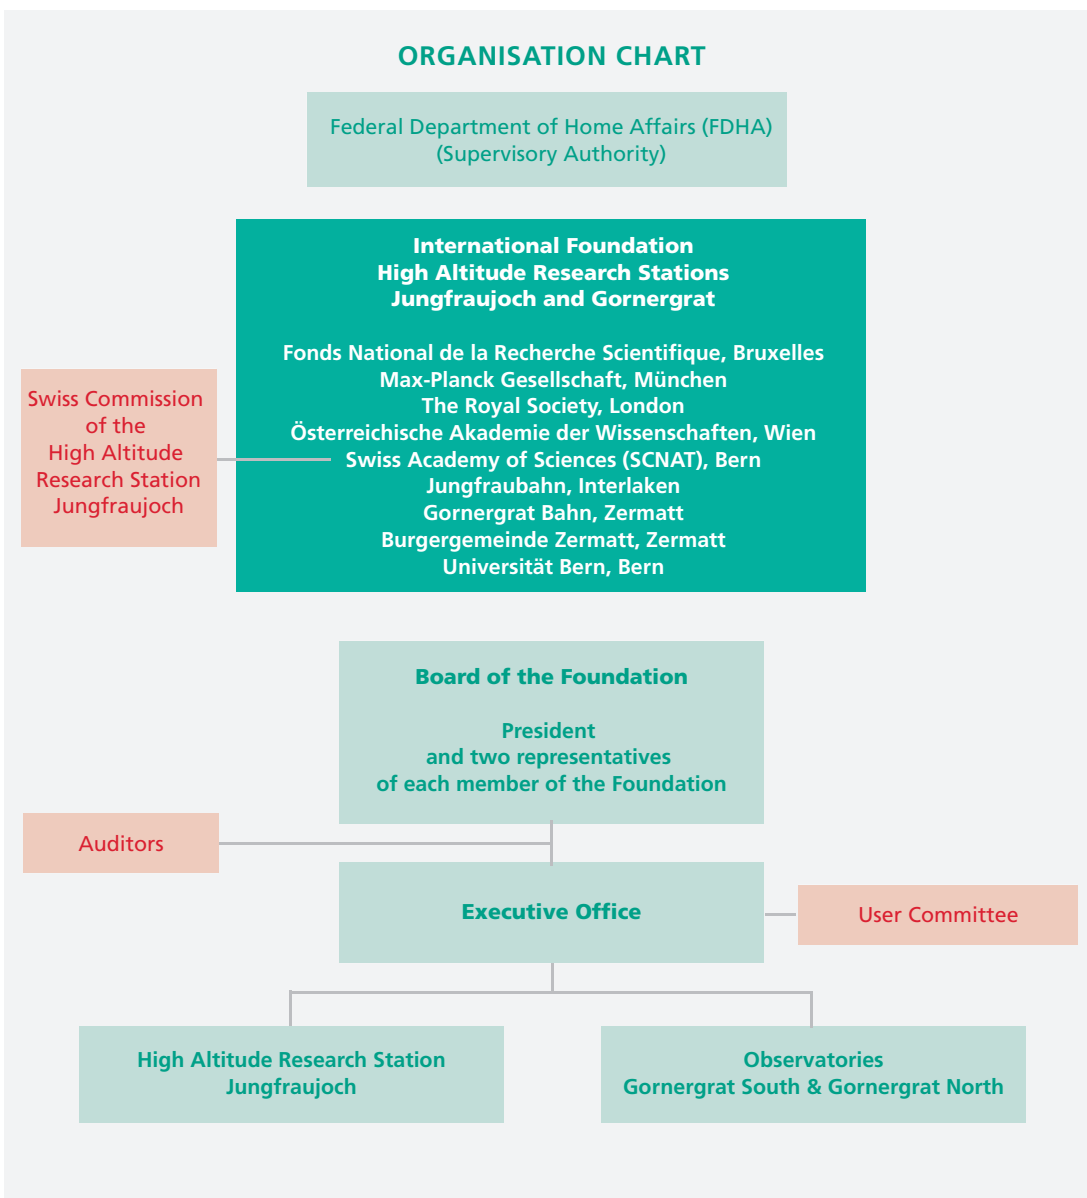 ORGANISATION CHART
Federal Department of Home Affairs (FDHA)
(Supervisory Authority)
International Foundation
High Altitude Research Stations
Jungfraujoch and Gornergrat
Fonds National de la Recherche Scientifique, Bruxelles
Max-Planck Gesellschaft, München
The Royal Society, London
Österreichische Akademie der Wissenschaften, Wien
Swiss Academy of Sciences (SCNAT), Bern
Jungfraubahn, Interlaken
Gornergrat Bahn, Zermatt
Burgergemeinde Zermatt, Zermatt
Universität Bern, Bern
Swiss Commission
of the
High Altitude
Research Station
Jungfraujoch
Board of the Foundation
President
and two representatives
of each member of the Foundation
Auditors
Executive Office
User Committee
High Altitude Research Station
Jungfraujoch
Observatories
Gornergrat South & Gornergrat North